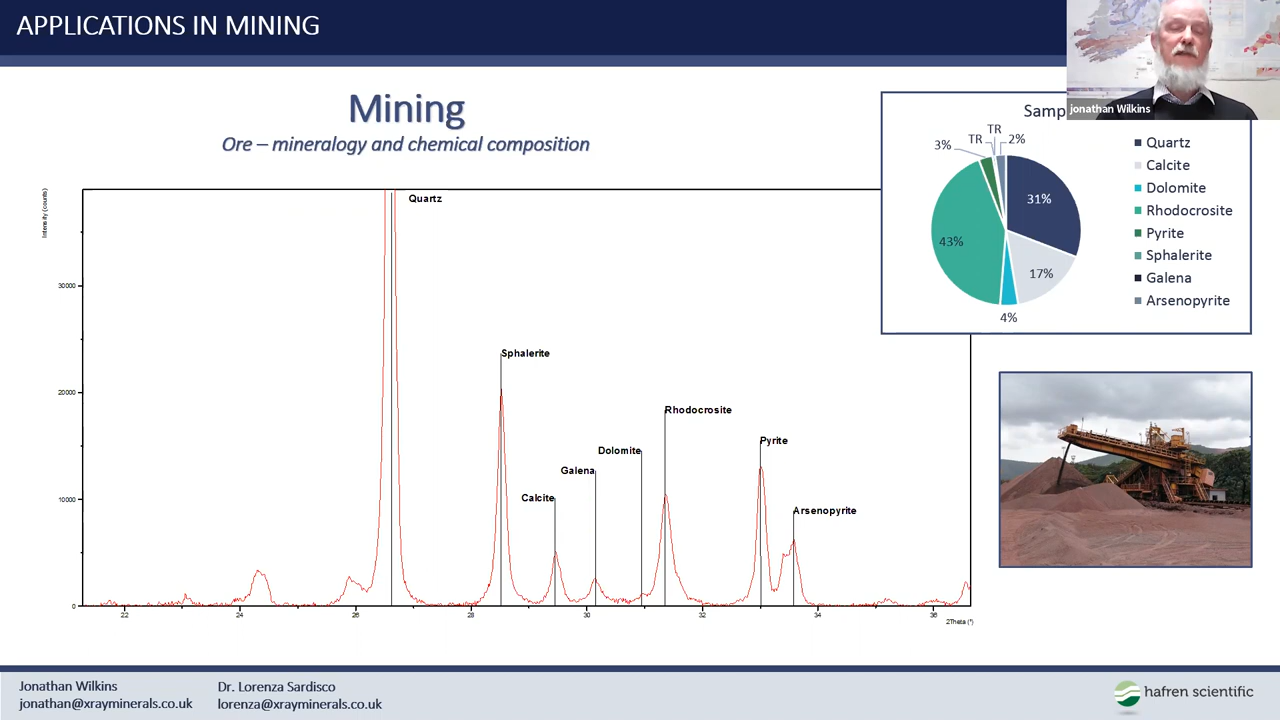 APPLICATIONS IN MINING
jonathan Wilkins
Mining
Ore – mineralogy and chemical composition
Samp
TR
3%
TR
2%
31%
43%
17%
4%
Quartz
Calcite
Dolomite
Rhodocrosite
Pyrite
Sphalerite
Galena
Arsenopyrite
Intensity (counts)
Quartz
30000
Sphalerite
20000
Rhodocrosite
Pyrite
Dolomite
Galena
Calcite
10000
Arsenopyrite
0
22
24
26
28
30
32
34
36
2Theta (°)
Jonathan Wilkins
jonathan@xrayminerals.co.uk
Dr. Lorenza Sardisco
lorenza@xrayminerals.co.uk
hafren scientific